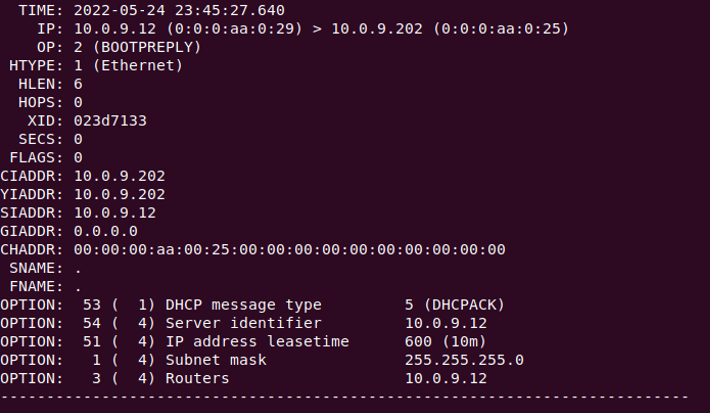 TIME: 2022-05-24 23:45:27.640
IP: 10.0.9.12 (0:0:0:aa:0:29) > 10.0.9.202 (0:0:0:aa:0:25)
OP: 2 (BOOTPREPLY)
HTYPE: 1 (Ethernet)
HLEN: 6
HOPS: 0
XID: 023d7133
SECS: 0
FLAGS: 0
CIADDR: 10.0.9.202
YIADDR: 10.0.9.202
SIADDR: 10.0.9.12
GIADDR: 0.0.0.0
CHADDR: 00:00:00:aa:00:25:00:00:00:00:00:00:00:00:00:00
SNAME: .
FNAME: .
OPTION:  53 (  1) DHCP message type         5 (DHCPACK)
OPTION:  54 (  4) Server identifier         10.0.9.12
OPTION:  51 (  4) IP address leasetime      600 (10m)
OPTION:   1 (  4) Subnet mask               255.255.255.0
OPTION:   3 (  4) Routers                   10.0.9.12
---------------------------------------------------------------------------